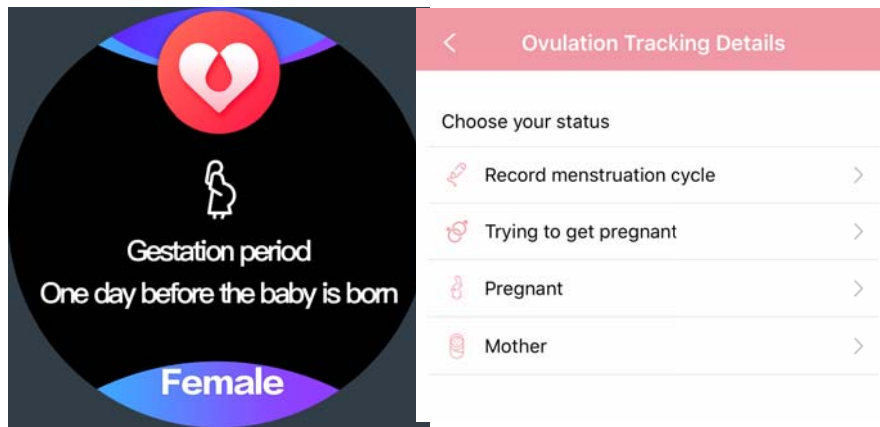 Gestation period
One day before the baby is born
Female
Ovulation Tracking Details
Choose your status
Record menstruation cycle
Trying to get pregnant
Pregnant
Mother